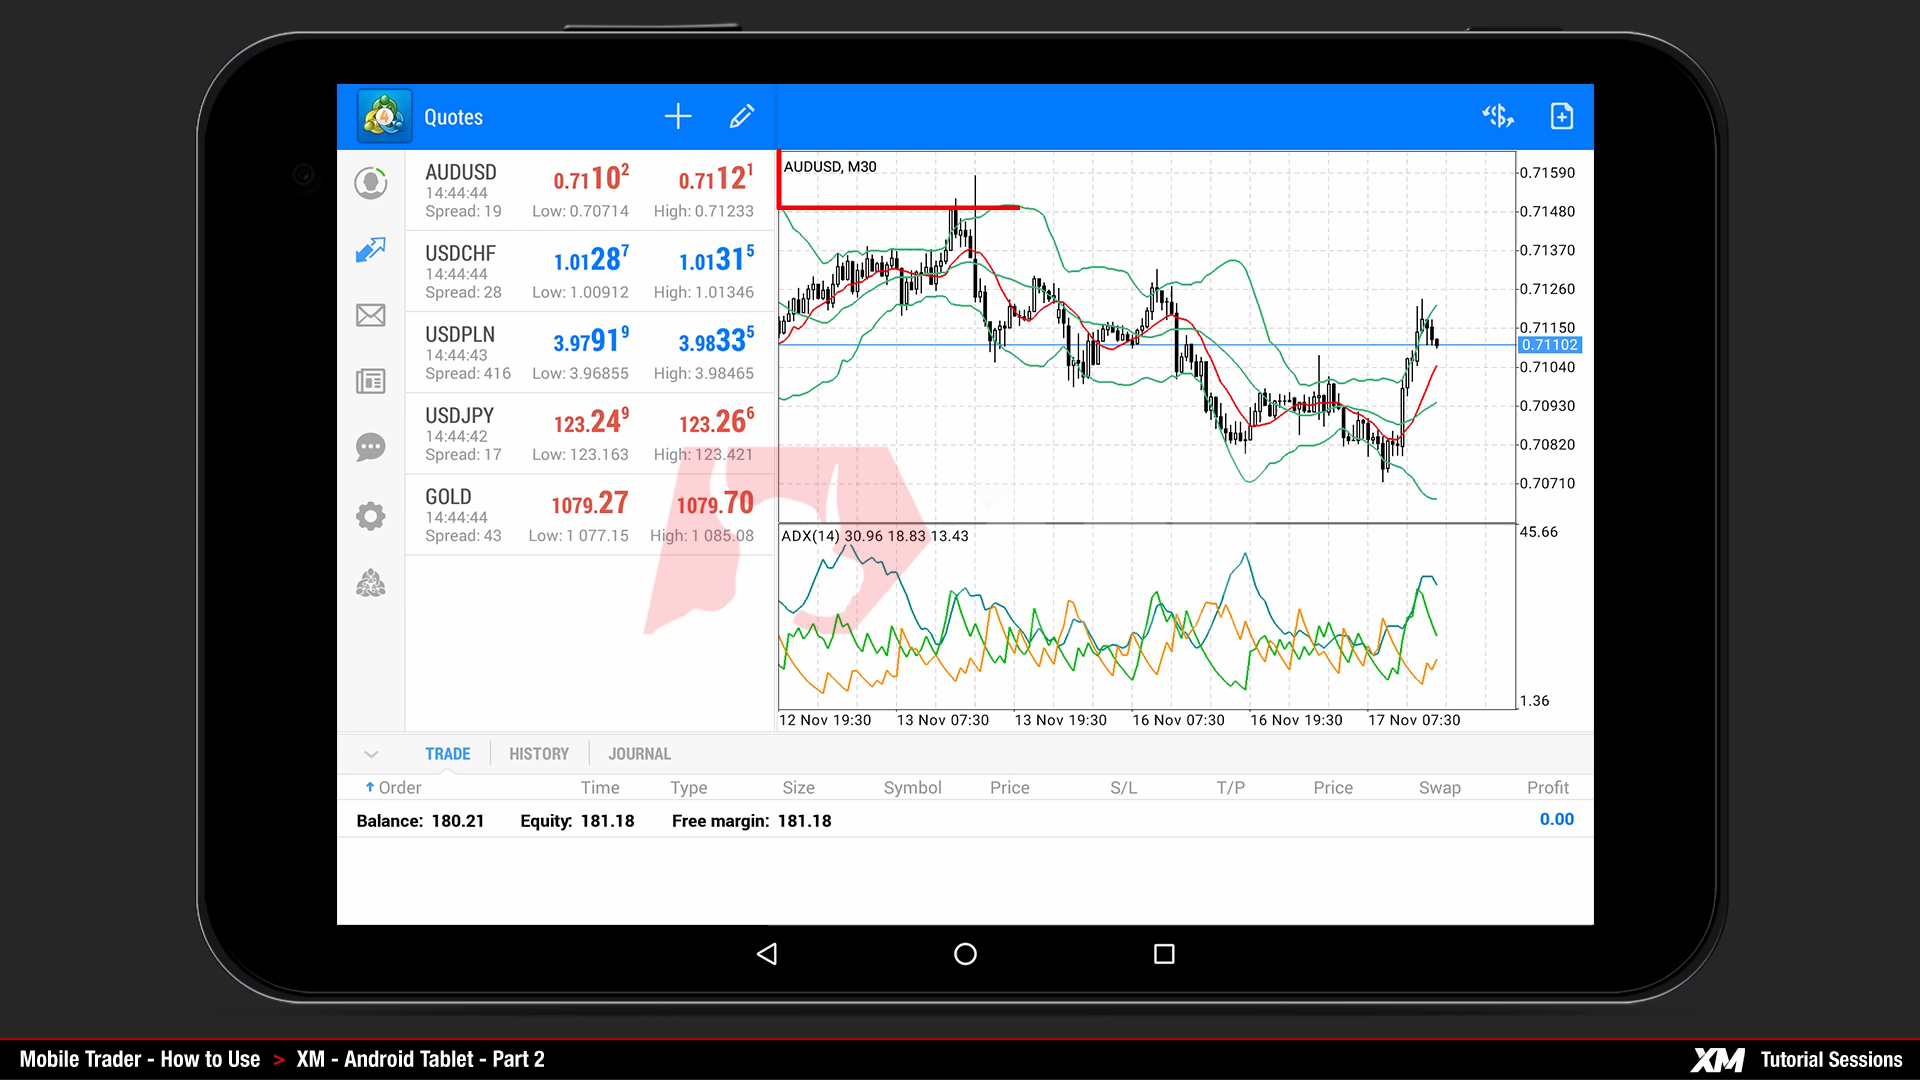 Quotes
AUDUSD
14:44:44
Spread: 19
0.71102
Low: 0.70714
0.71121
High: 0.71233
USDCHF
14:44:44
Spread: 28
1.01287
Low: 1.00912
1.01315
High: 1.01346
USDPLN
14:44:43
Spread: 416
3.97919
Low: 3.96855
3.98335
High: 3.98465
USDJPY
14:44:42
Spread: 17
123.249
Low: 123.163
123.266
High: 123.421
GOLD
14:44:44
Spread: 43
1079.27
Low: 1 077.15
1079.70
High: 1 085.08
AUDUSD, M30
0.71590
0.71480
0.71370
0.71260
0.71150
0.71102
0.71040
0.70930
0.70820
0.70710
ADX(14) 30.96 18.83 13.43
45.66
1.36
12 Nov 19:30 13 Nov 07:30 13 Nov 19:30 16 Nov 07:30 16 Nov 19:30 17 Nov 07:30
TRADE HISTORY JOURNAL
Order Time Type Size Symbol Price S/L T/P Price Swap Profit
Balance: 180.21 Equity: 181.18 Free margin: 181.18 0.00
Mobile Trader - How to Use > XM - Android Tablet - Part 2
XM Tutorial Sessions